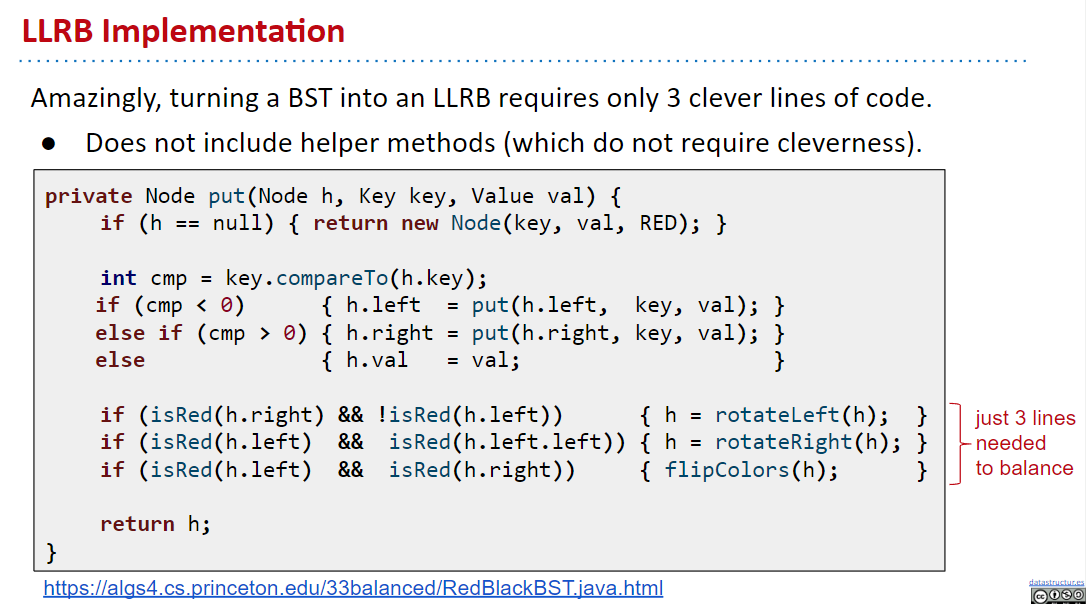 LLRB Implementation
Amazingly, turning a BST into an LLRB requires only 3 clever lines of code.
● Does not include helper methods (which do not require cleverness).
private Node put(Node h, Key key, Value val) {
    if (h == null) { return new Node(key, val, RED); }
    int cmp = key.compareTo(h.key);
    if (cmp < 0)      { h.left  = put(h.left,  key, val); }
    else if (cmp > 0) { h.right = put(h.right, key, val); }
    else              { h.val   = val;                    }
    if (isRed(h.right) && !isRed(h.left))      { h = rotateLeft(h);  }
    if (isRed(h.left)  &&  isRed(h.left.left)) { h = rotateRight(h); }
    if (isRed(h.left)  &&  isRed(h.right))     { flipColors(h);      }
just 3 lines
needed
to balance
    return h;
}
https://algs4.cs.princeton.edu/33balanced/RedBlackBST.java.html
datastructur.es